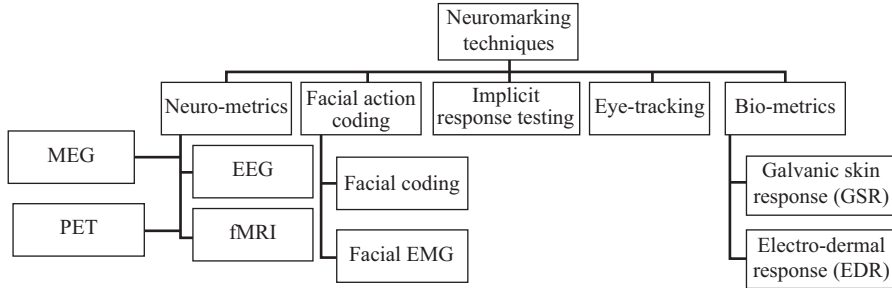 Neuromarking
techniques
Neuro-metrics
Facial action
coding
Implicit
response testing
Eye-tracking
Bio-metrics
MEG
EEG
PET
fMRI
Facial coding
Facial EMG
Galvanic skin
response (GSR)
Electro-dermal
response (EDR)